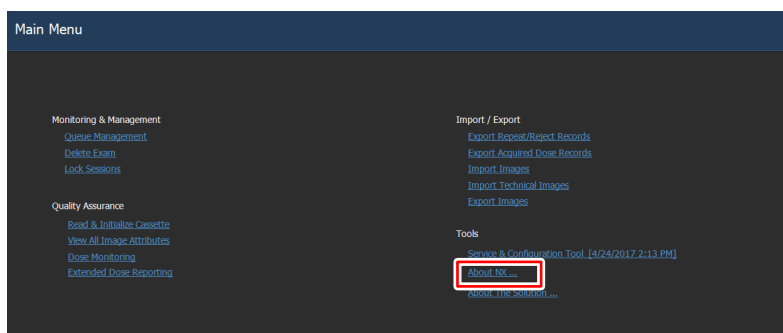 Main Menu
Monitoring & Management
Queue Management
Delete Exam
Lock Sessions
Quality Assurance
Read & Initialize Cassette
View All Image Attributes
Dose Monitoring
Extended Dose Reporting
Import / Export
Export Repeat/Reject Records
Export Acquired Dose Records
Import Images
Import Technical Images
Export Images
Tools
Service & Configuration Tool [4/24/2017 2:13 PM]
About NX ...
About The Solution ...